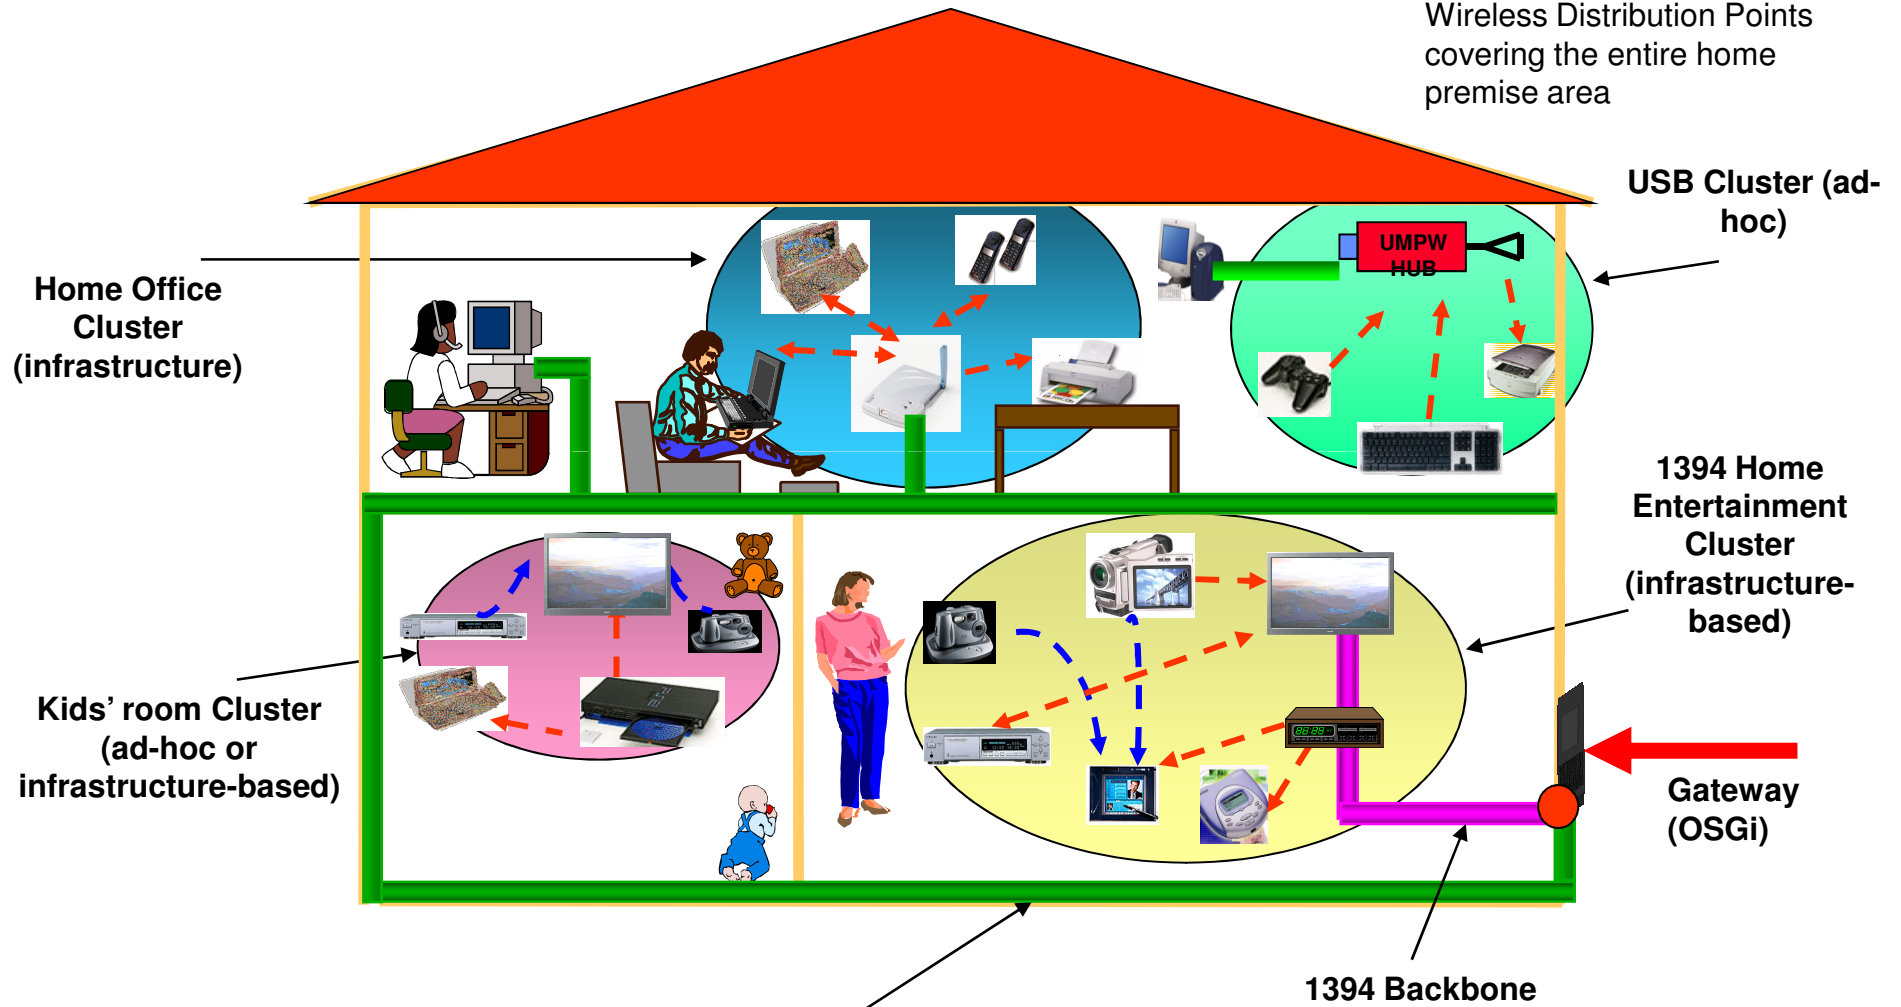 Wireless Distribution Points
covering the entire home
premise area
USB Cluster (ad-
hoc)
UMPW
HUB
Home Office
Cluster
(infrastructure)
1394 Home
Entertainment
Cluster
(infrastructure-
based)
Kids’ room Cluster
(ad-hoc or
infrastructure-based)
Gateway
(OSGi)
1394 Backbone